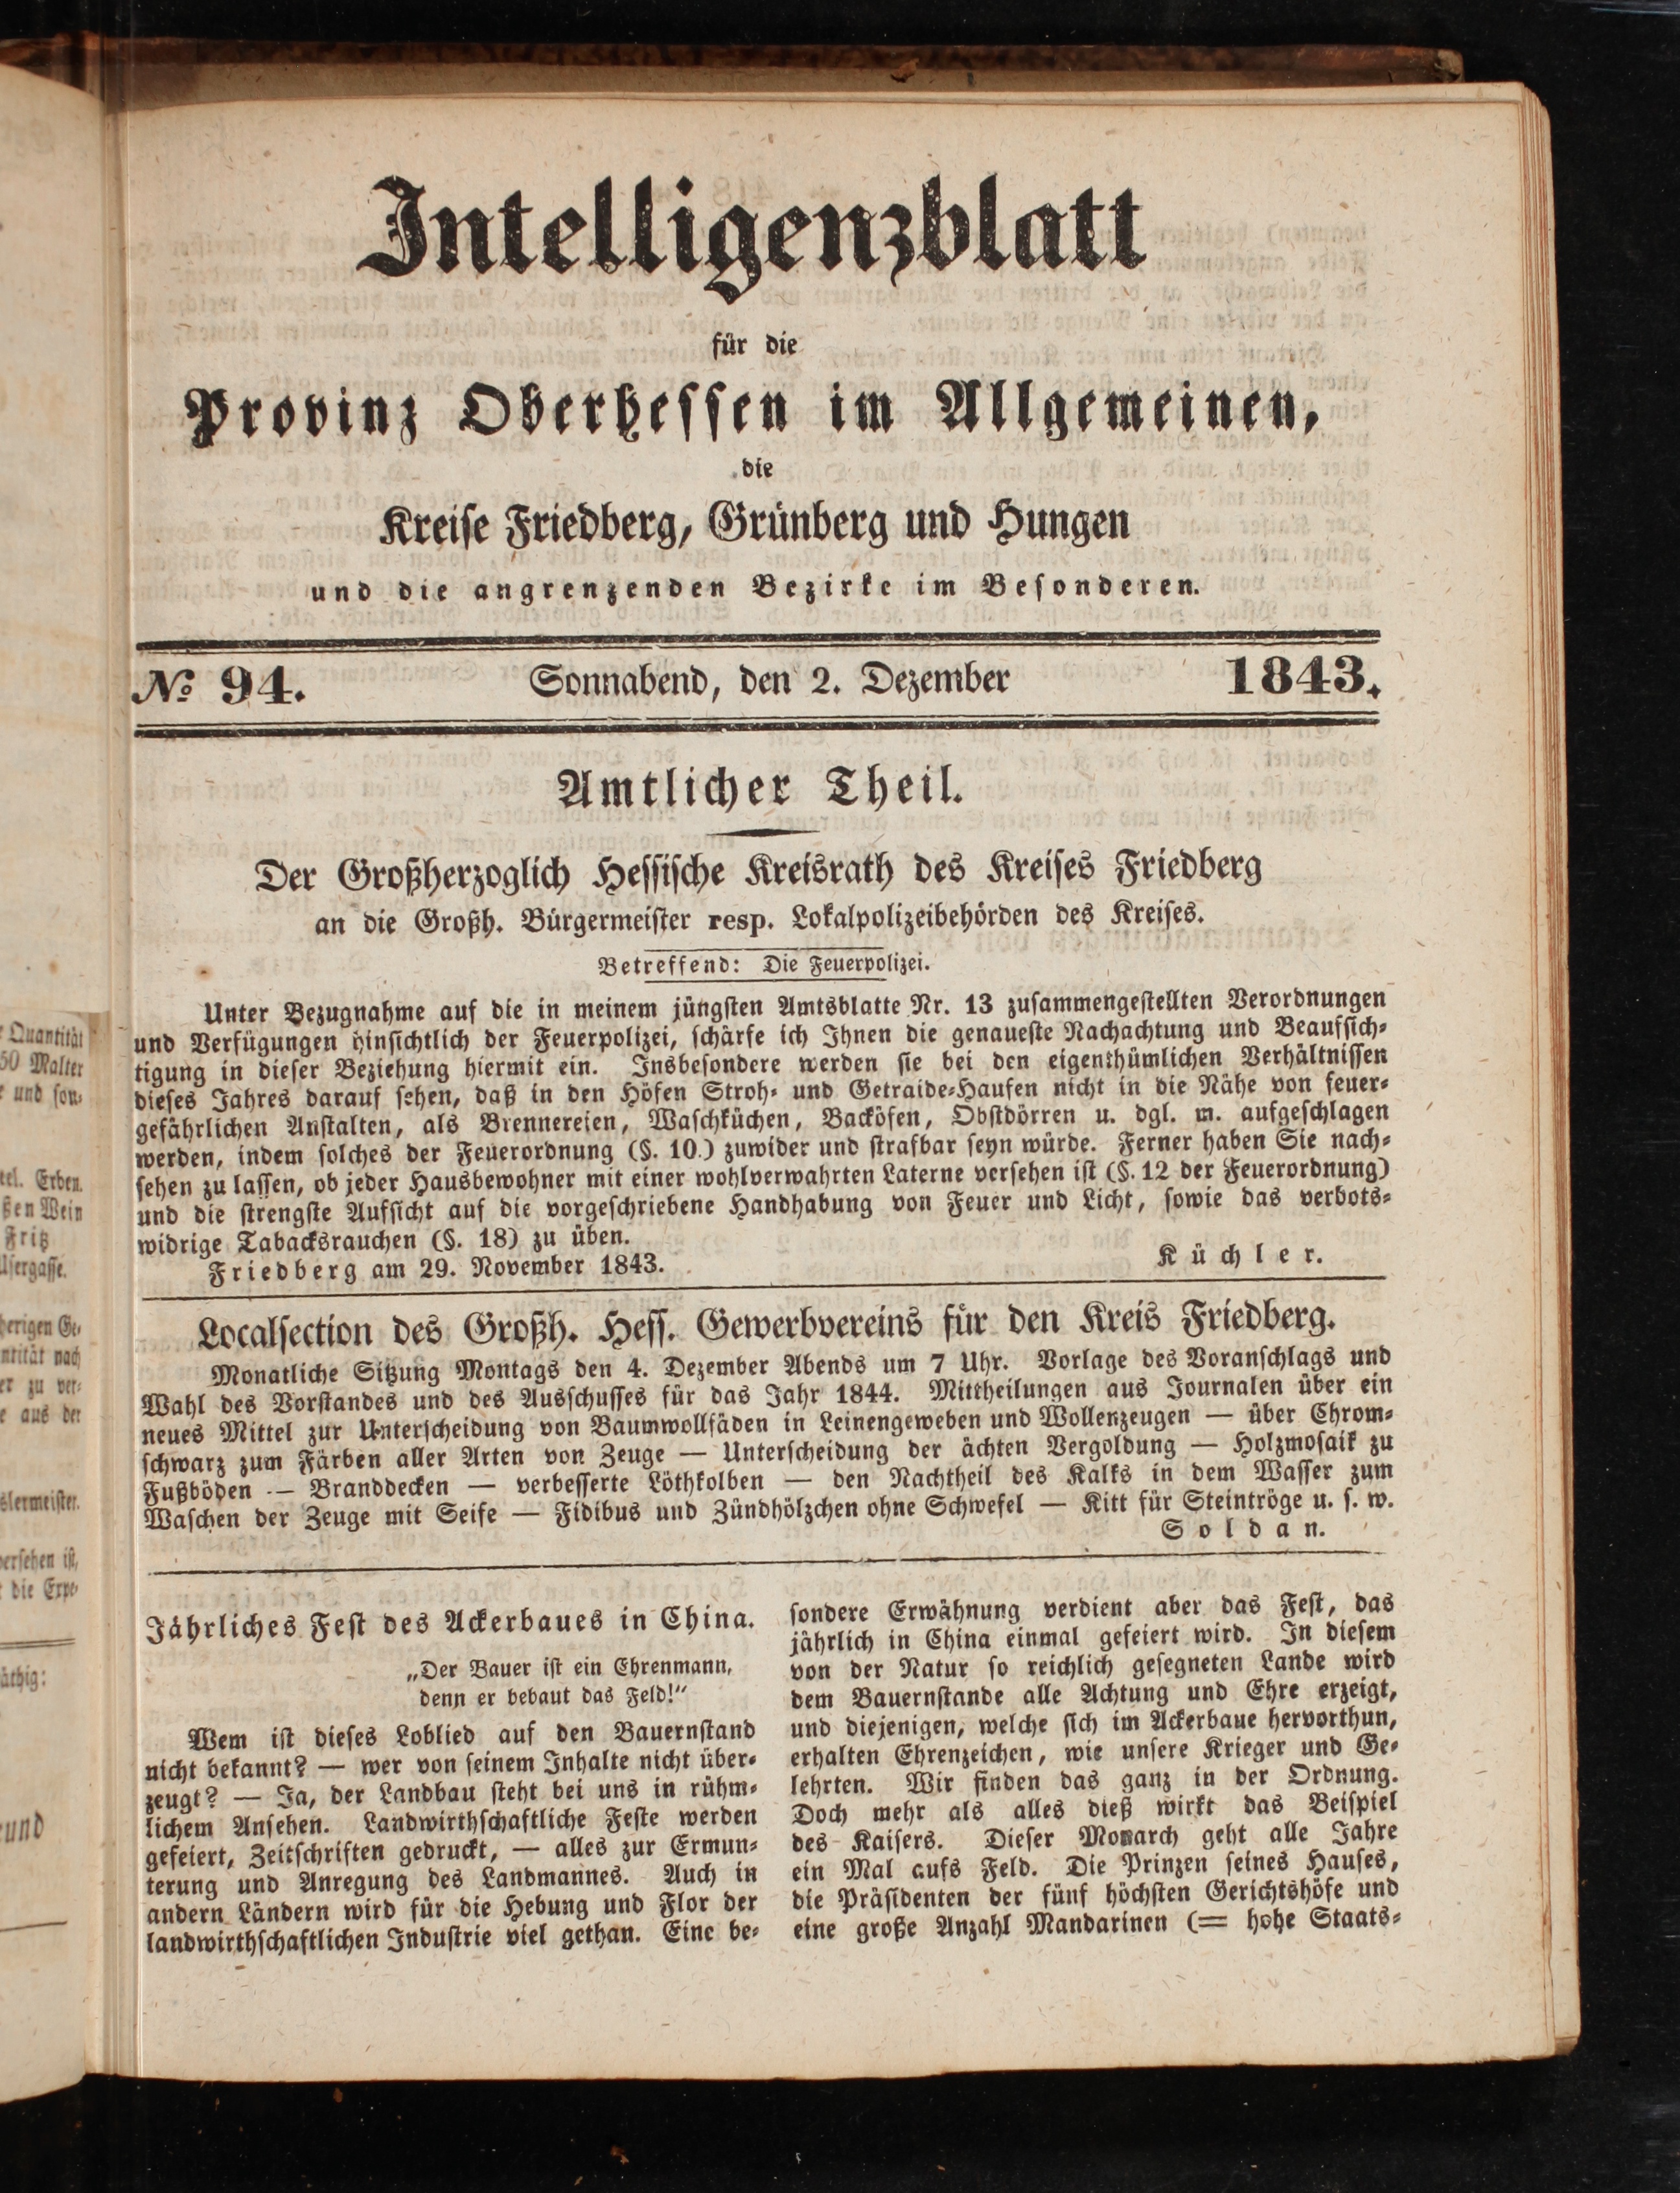 Intelligenzblatt
für die
Provinz Oberhessen im Allgemeinen,
die
Kreise Friedberg, Grünberg und Hungen
und die angrenzenden Bezirke im Besonderen.
№ 94. Sonnabend, den 2. Dezember 1843.
Amtlicher Theil.
Der Großherzoglich Hessische Kreisrath des Kreises Friedberg
an die Großh. Bürgermeister resp. Lokalpolizeibehörden des Kreises.
Betreffend: Die Feuerpolizei.
Unter Bezugnahme auf die in meinem jüngsten Amtsblatte Nr. 13 zusammengestellten Verordnungen
und Verfügungen hinsichtlich der Feuerpolizei, schärfe ich Ihnen die genaueste Nachachtung und Beaufsich-
tigung in dieser Beziehung hiermit ein. Insbesondere werden sie bei den eigenthümlichen Verhältnissen
dieses Jahres darauf sehen, daß in den Höfen Stroh- und Getraide-Haufen nicht in die Nähe von feuer-
gefährlichen Anstalten, als Brennereien, Waschküchen, Backöfen, Obstdörren u. dgl. m. aufgeschlagen
werden, indem solches der Feuerordnung (§. 10.) zuwider und strafbar seyn würde. Ferner haben Sie nach-
sehen zu lassen, ob jeder Hausbewohner mit einer wohlverwahrten Laterne versehen ist (§. 12 der Feuerordnung)
und die strengste Aufsicht auf die vorgeschriebene Handhabung von Feuer und Licht, sowie das verbots-
widrige Tabacksrauchen (§. 18) zu üben.
Friedberg am 29. November 1843. Küchler.
Localsection des Großh. Hess. Gewerbvereins für den Kreis Friedberg.
Monatliche Sitzung Montags den 4. Dezember Abends um 7 Uhr. Vorlage des Voranschlags und
Wahl des Vorstandes und des Ausschusses für das Jahr 1844. Mittheilungen aus Journalen über ein
neues Mittel zur Unterscheidung von Baumwollfäden in Leinengeweben und Wollenzeugen — über Chrom-
schwarz zum Färben aller Arten von Zeuge — Unterscheidung der ächten Vergoldung — Holzmosaik zu
Fußböden — Branddecken — verbesserte Löthkolben — den Nachtheil des Kalks in dem Wasser zum
Waschen der Zeuge mit Seife — Fidibus und Zündhölzchen ohne Schwefel — Kitt für Steintröge u. s. w.
Soldan.
Jährliches Fest des Ackerbaues in China.
„Der Bauer ist ein Ehrenmann,
denn er bebaut das Feld!“
Wem ist dieses Loblied auf den Bauernstand
nicht bekannt? — wer von seinem Inhalte nicht über-
zeugt? — Ja, der Landbau steht bei uns in rühm-
lichem Ansehen. Landwirthschaftliche Feste werden
gefeiert, Zeitschriften gedruckt, — alles zur Ermun-
terung und Anregung des Landmannes. Auch in
andern Ländern wird für die Hebung und Flor der
landwirthschaftlichen Industrie viel gethan. Eine be-
sondere Erwähnung verdient aber das Fest, das
jährlich in China einmal gefeiert wird. In diesem
von der Natur so reichlich gesegneten Lande wird
dem Bauernstande alle Achtung und Ehre erzeigt,
und diejenigen, welche sich im Ackerbaue hervorthun,
erhalten Ehrenzeichen, wie unsere Krieger und Ge-
lehrten. Wir finden das ganz in der Ordnung.
Doch mehr als alles dieß wirkt das Beispiel
des Kaisers. Dieser Monarch geht alle Jahre
ein Mal aufs Feld. Die Prinzen seines Hauses,
die Präsidenten der fünf höchsten Gerichtshöfe und
eine große Anzahl Mandarinen (= hohe Staats-